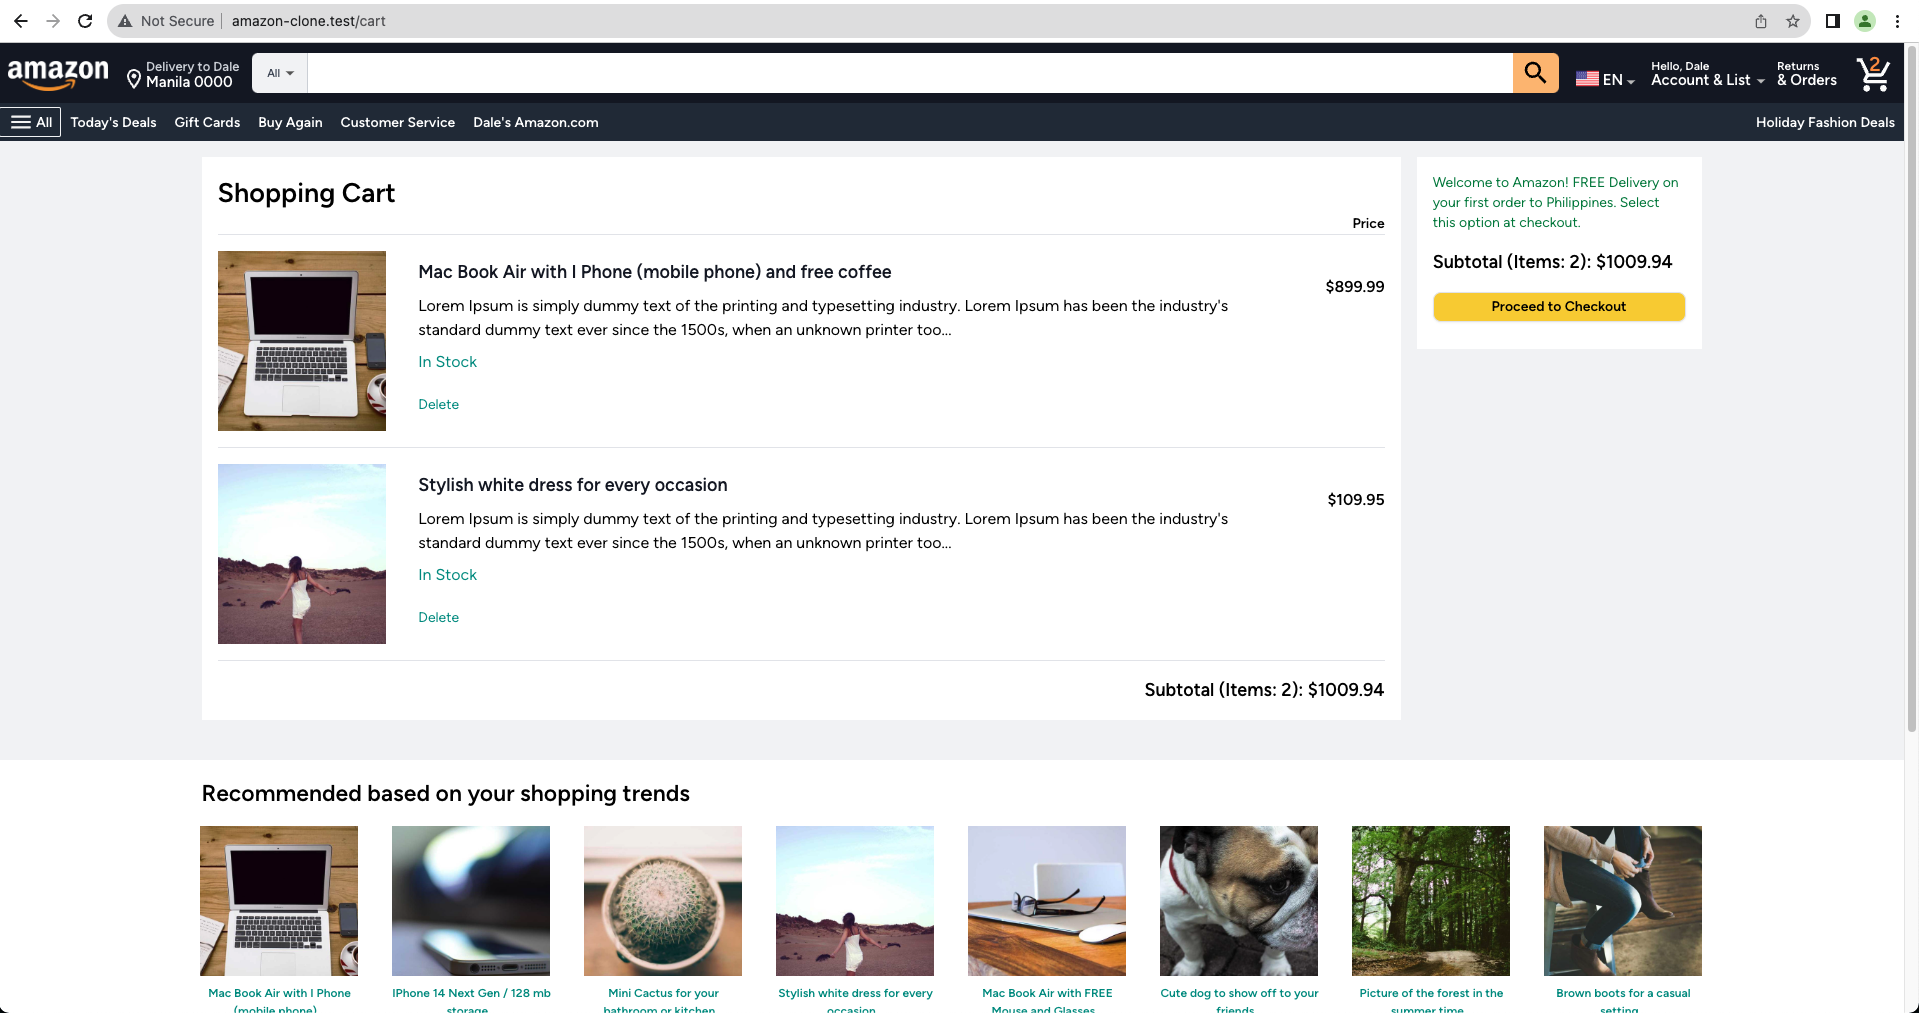 Not Secure
amazon-clone.test/cart
amazon
Delivery to Dale
Manila 0000
All
EN
Hello, Dale
Account & List
Returns
& Orders
2
All
Today's Deals
Gift Cards
Buy Again
Customer Service
Dale's Amazon.com
Holiday Fashion Deals
Shopping Cart
Price
Mac Book Air with I Phone (mobile phone) and free coffee
$899.99
Lorem Ipsum is simply dummy text of the printing and typesetting industry. Lorem Ipsum has been the industry's
standard dummy text ever since the 1500s, when an unknown printer too...
In Stock
Delete
Stylish white dress for every occasion
$109.95
Lorem Ipsum is simply dummy text of the printing and typesetting industry. Lorem Ipsum has been the industry's
standard dummy text ever since the 1500s, when an unknown printer too...
In Stock
Delete
Subtotal (Items: 2): $1009.94
Welcome to Amazon! FREE Delivery on
your first order to Philippines. Select
this option at checkout.
Subtotal (Items: 2): $1009.94
Proceed to Checkout
Recommended based on your shopping trends
Mac Book Air with I Phone
(mobile phone)
IPhone 14 Next Gen / 128 mb
storage
Mini Cactus for your
bathroom or kitchen
Stylish white dress for every
occasion
Mac Book Air with FREE
Mouse and Glasses
Cute dog to show off to your
friends
Picture of the forest in the
summer time
Brown boots for a casual
setting